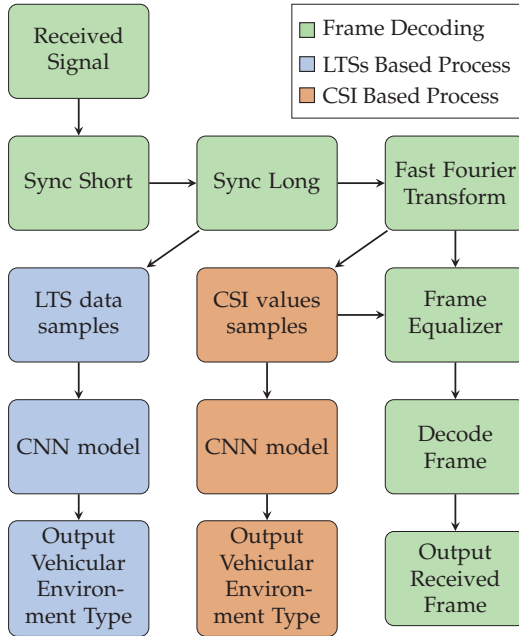 Received
Signal
Frame Decoding
LTSs Based Process
CSI Based Process
Sync Short
Sync Long
Fast Fourier
Transform
LTS data
samples
CSI values
samples
Frame
Equalizer
CNN model
CNN model
Decode
Frame
Output
Vehicular
Environ-
ment Type
Output
Vehicular
Environ-
ment Type
Output
Received
Frame